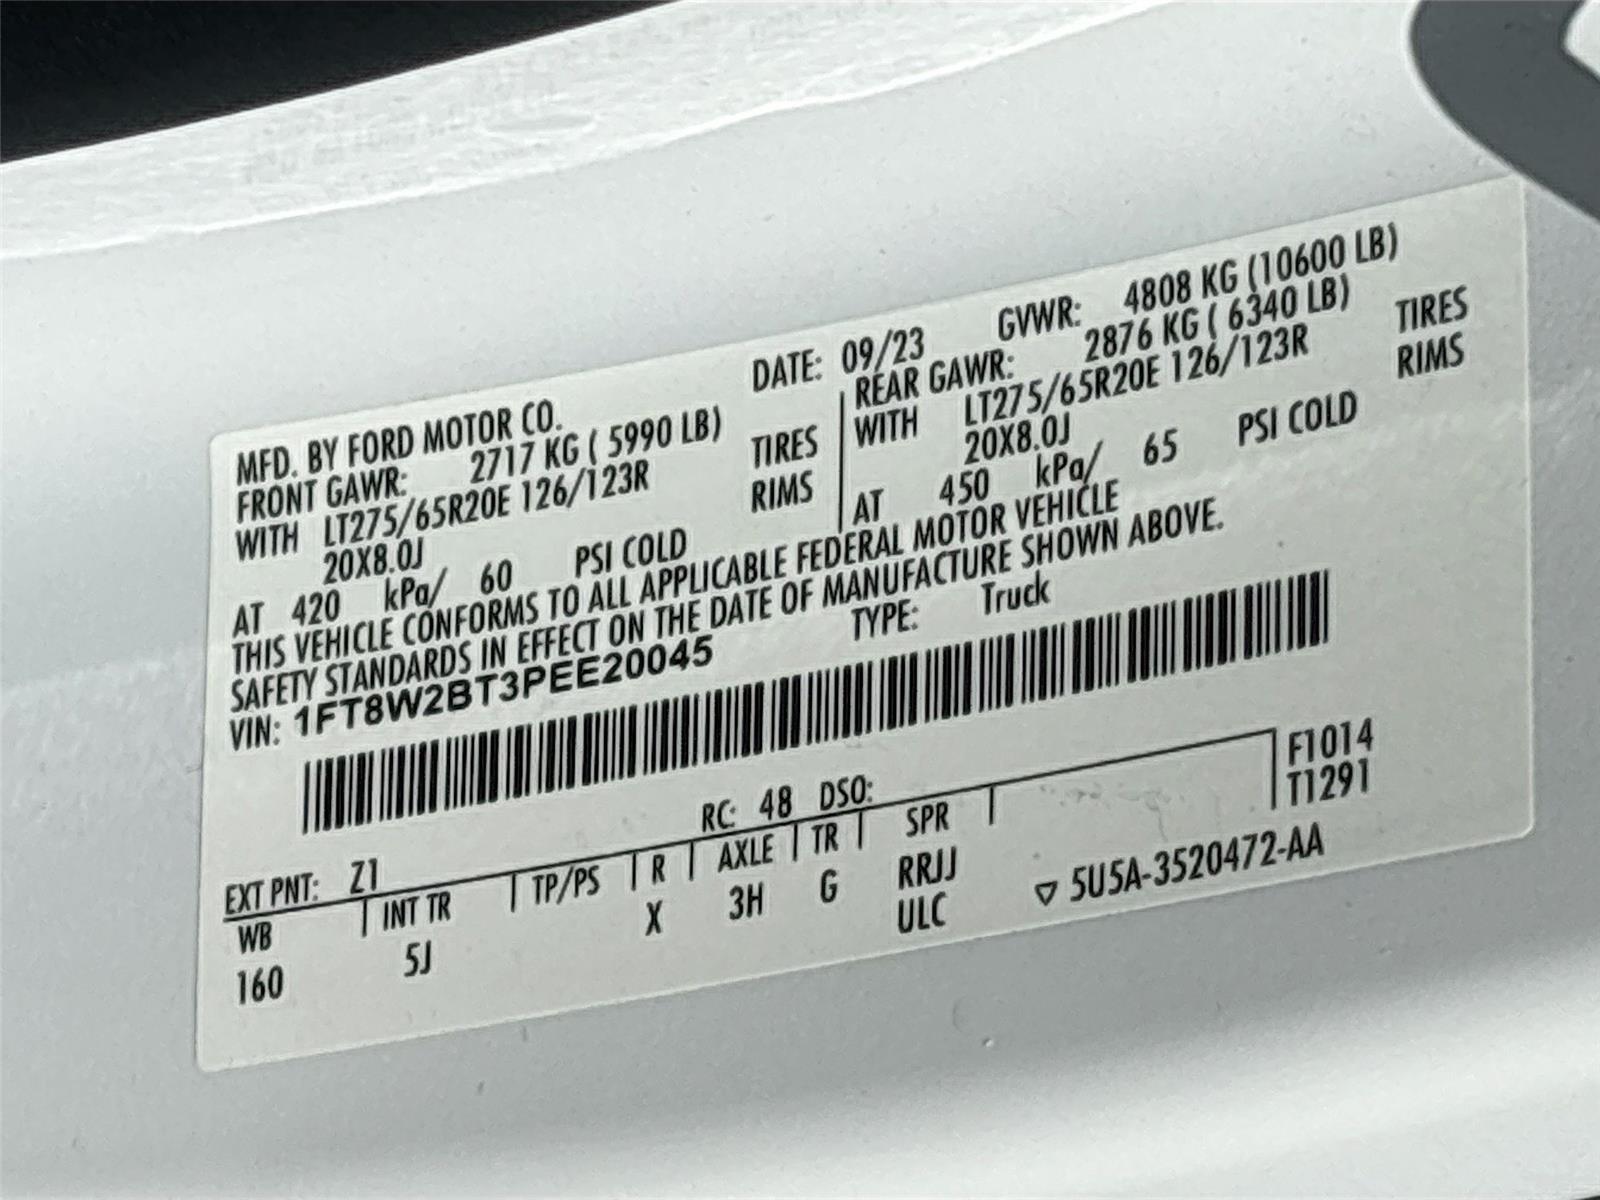 MFD. BY FORD MOTOR CO.
DATE: 09/23 GVWR: 4808 KG (10600 LB)
FRONT GAWR: 2717 KG ( 5990 LB)
WITH LT275/65R20E 126/123R TIRES
20X8.0J RIMS
AT 420 kPa/ 60 PSI COLD
REAR GAWR: 2876 KG ( 6340 LB)
WITH LT275/65R20E 126/123R TIRES
20X8.0J RIMS
AT 450 kPa/ 65 PSI COLD
THIS VEHICLE CONFORMS TO ALL APPLICABLE FEDERAL MOTOR VEHICLE
SAFETY STANDARDS IN EFFECT ON THE DATE OF MANUFACTURE SHOWN ABOVE.
VIN: 1FT8W2BT3PEE20045 TYPE: Truck
F1014
T1291
EXT PNT: Z1 RC: 48 DSO:
WB INT TR TP/PS R AXLE TR SPR
160 5J X 3H G RRJJ
ULC
▽ 5U5A-3520472-AA